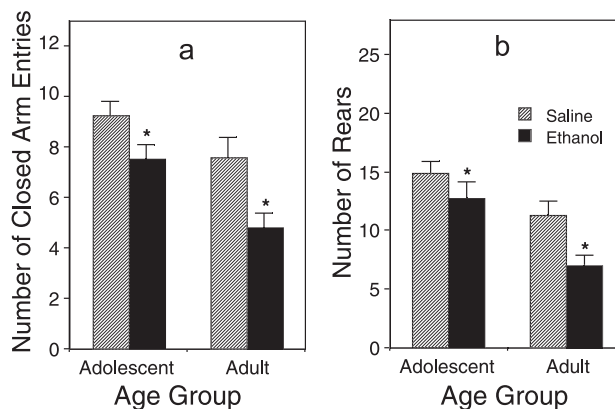 a
Number of Closed Arm Entries
12
10
8
6
4
2
0
*
*
Adolescent Adult
Age Group
b
Number of Rears
25
20
15
10
5
0
Saline
Ethanol
*
*
Adolescent Adult
Age Group